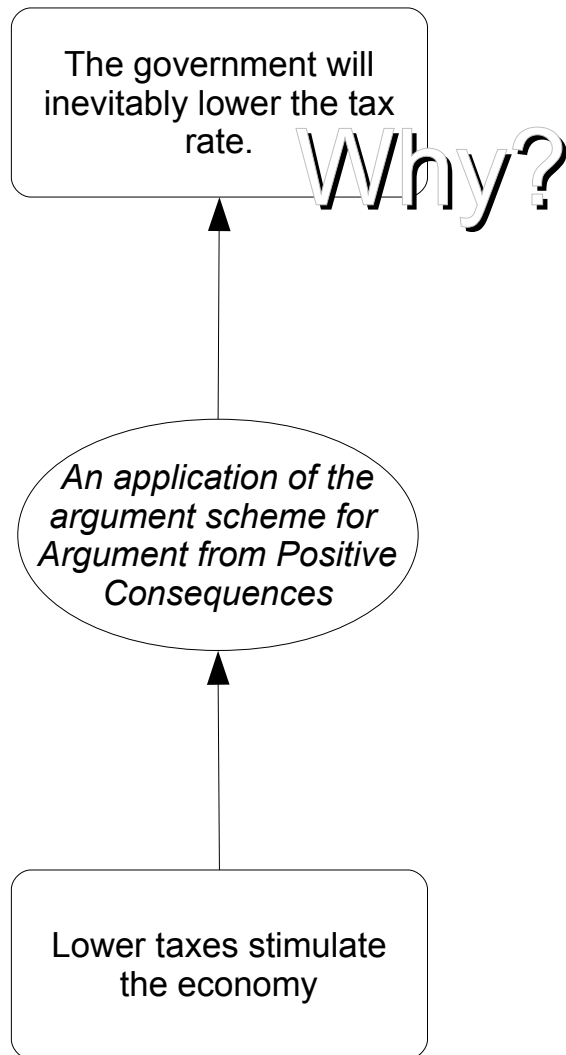 The government will
inevitably lower the tax
rate.
Why?
An application of the
argument scheme for
Argument from Positive
Consequences
Lower taxes stimulate
the economy